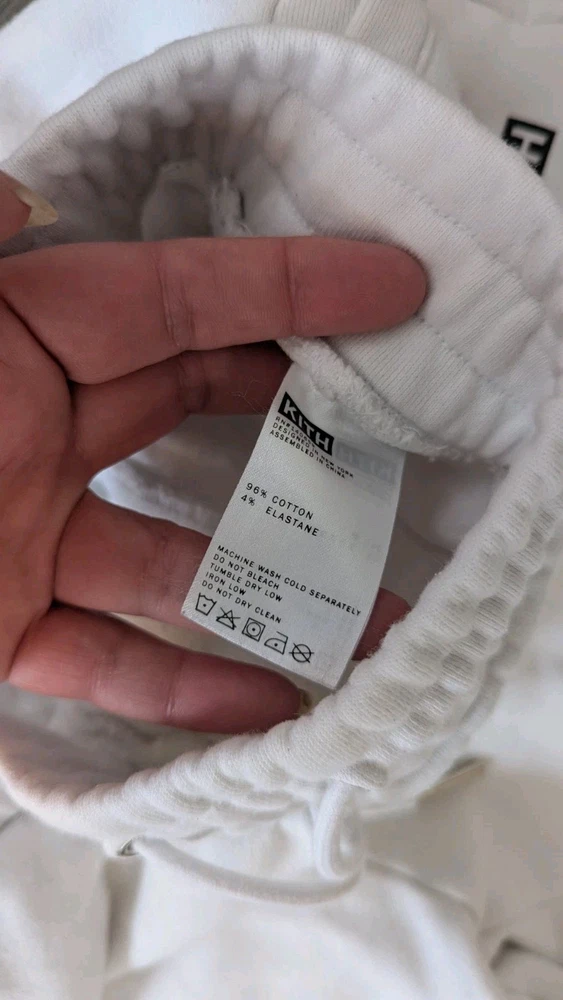 KITH
DESIGNED IN NEW YORK
ASSEMBLED IN CHINA
96% COTTON
4% ELASTANE
MACHINE WASH COLD SEPARATELY
DO NOT BLEACH
TUMBLE DRY LOW
IRON LOW
DO NOT DRY CLEAN